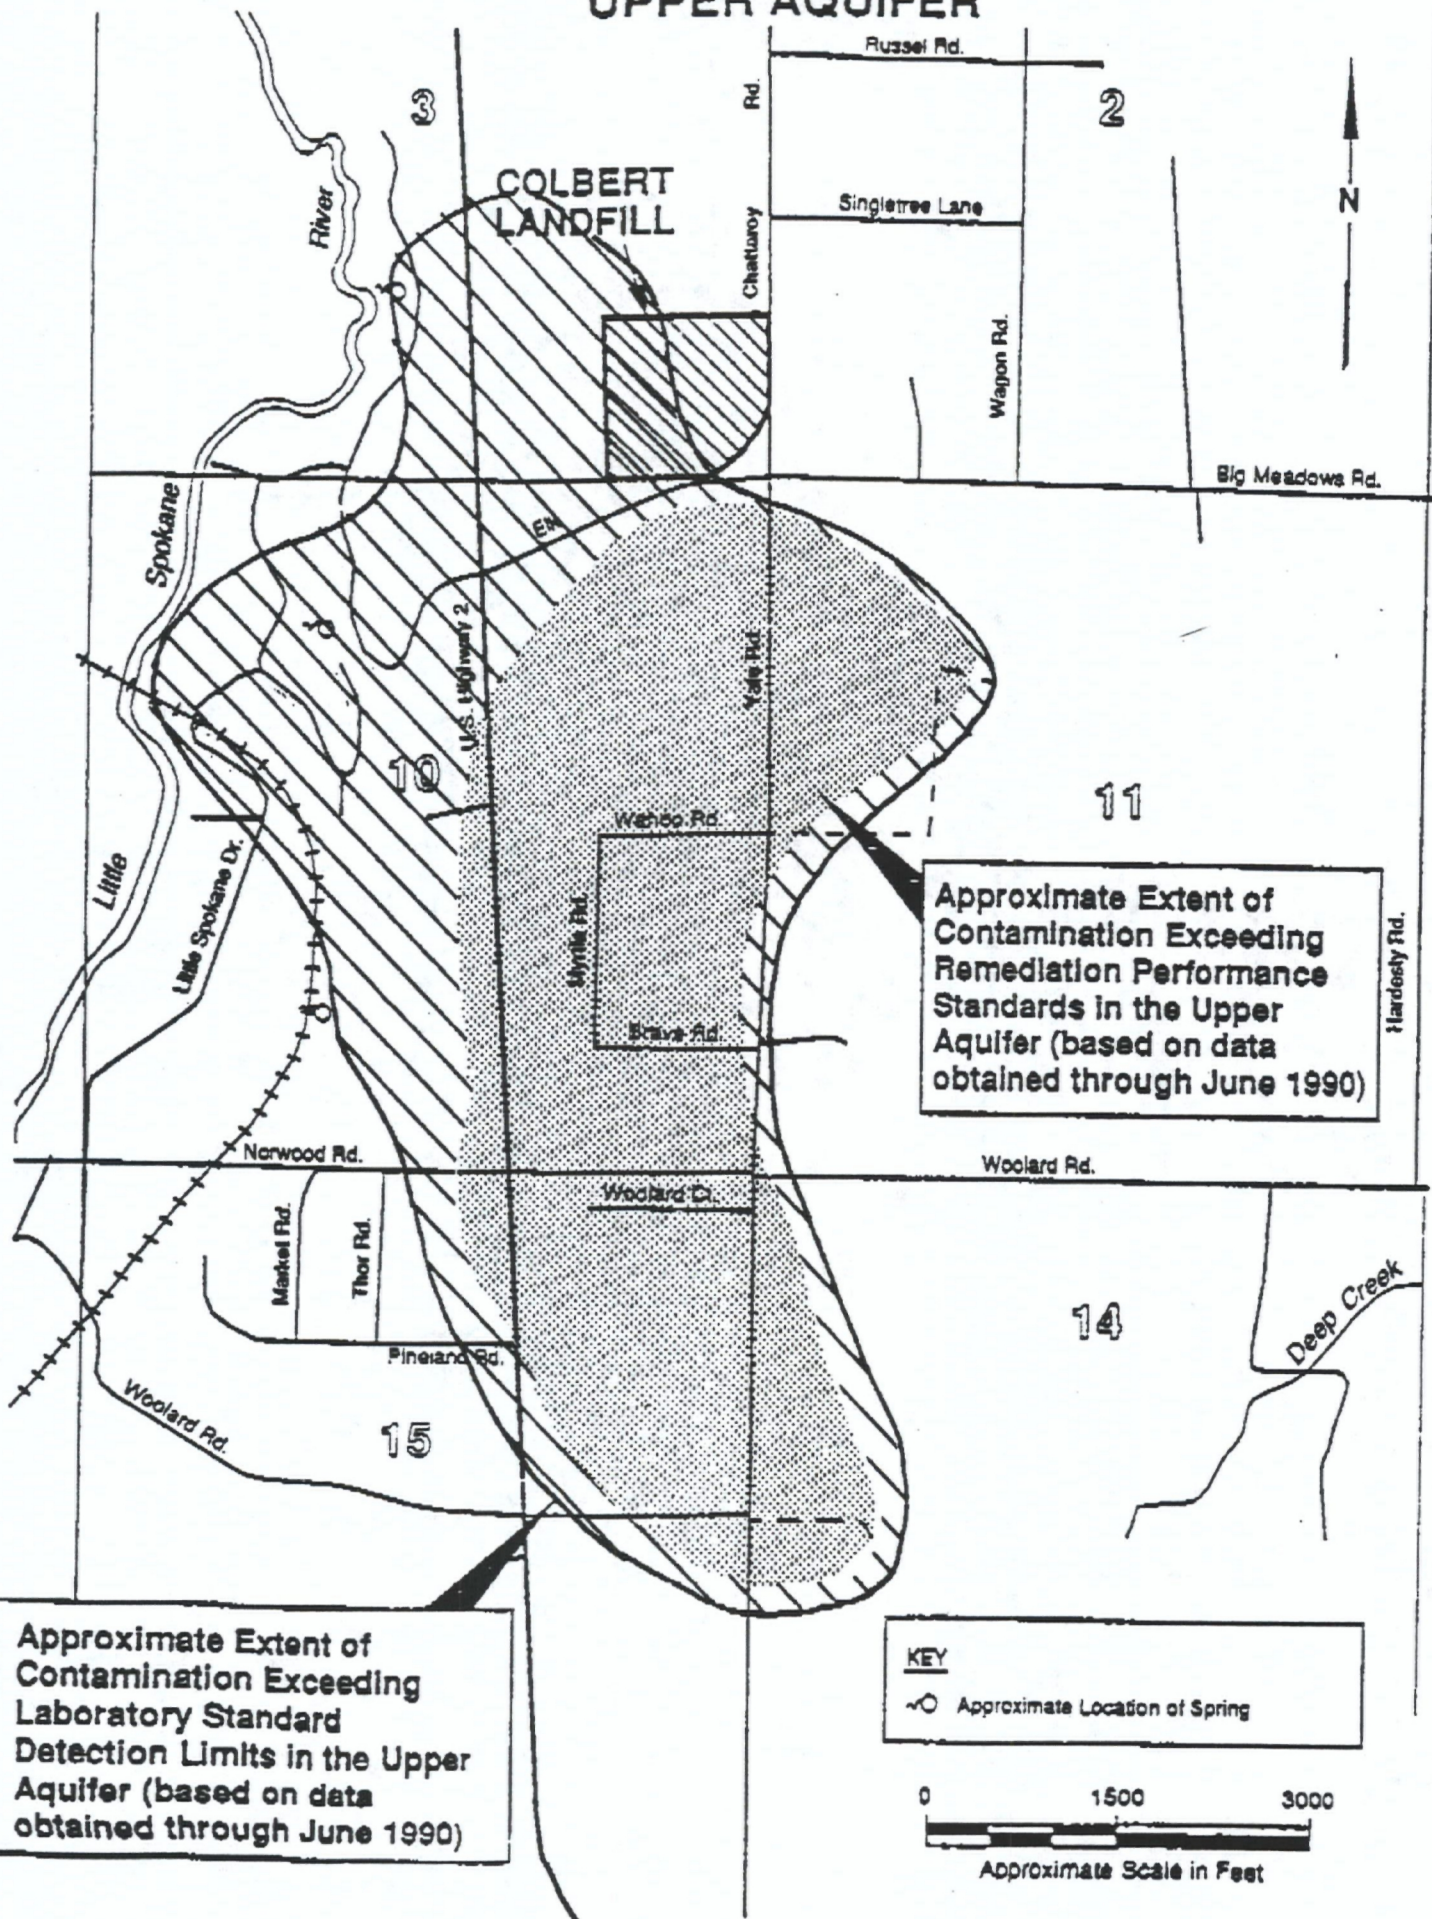 UPPER AQUIFER
Russel Rd.
3
Rd.
2
COLBERT
LANDFILL
River
Singletree Lane
N
Chattaroy
Wagon Rd.
Big Meadows Rd.
Spokane
U.S. Highway 2
Yale Rd.
10
11
Wahoo Rd.
Little
Little Spokane Dr.
Myrtle Rd.
Approximate Extent of
Contamination Exceeding
Remediation Performance
Standards in the Upper
Aquifer (based on data
obtained through June 1990)
Hardesty Rd.
Brave Rd.
Norwood Rd.
Woolard Rd.
Woolard Ct.
Market Rd.
Thor Rd.
14
Deep Creek
Pineland Rd.
Woolard Rd.
15
Approximate Extent of
Contamination Exceeding
Laboratory Standard
Detection Limits in the Upper
Aquifer (based on data
obtained through June 1990)
KEY
Approximate Location of Spring
0 1500 3000
Approximate Scale in Feet